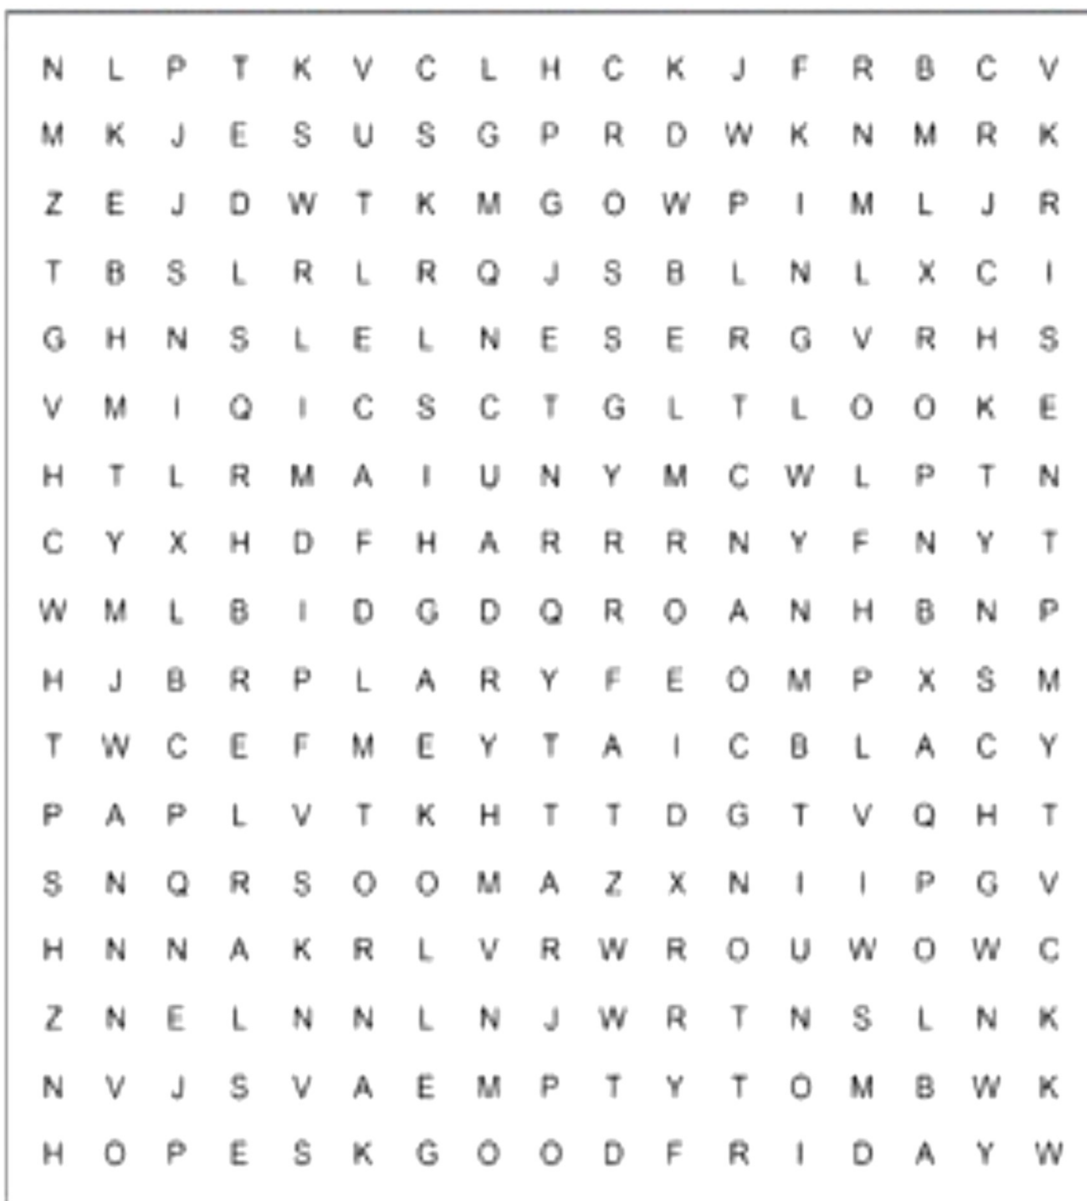 N L P T K V C L H C K J F R B C V
M K J E S U S G P R D W K N M R K
Z E J D W T K M G O W P I M L J R
T B S L R L R Q J S B L N L X C I
G H N S L E L N E S E R G V R H S
V M I Q I C S C T G L T L O O K E
H T L R M A I U N Y M C W L P T N
C Y X H D F H A R R R N Y F N Y T
W M L B I D G D Q R O A N H B N P
H J B R P L A R Y F E O M P X S M
T W C E F M E Y T A I C B L A C Y
P A P L V T K H T T D G T V Q H T
S N Q R S O O M A Z X N I I P G V
H N N A K R L V R W R O U W O W C
Z N E L N N L N J W R T N S L N K
N V J S V A E M P T Y T O M B W K
H O P E S K G O O D F R I D A Y W